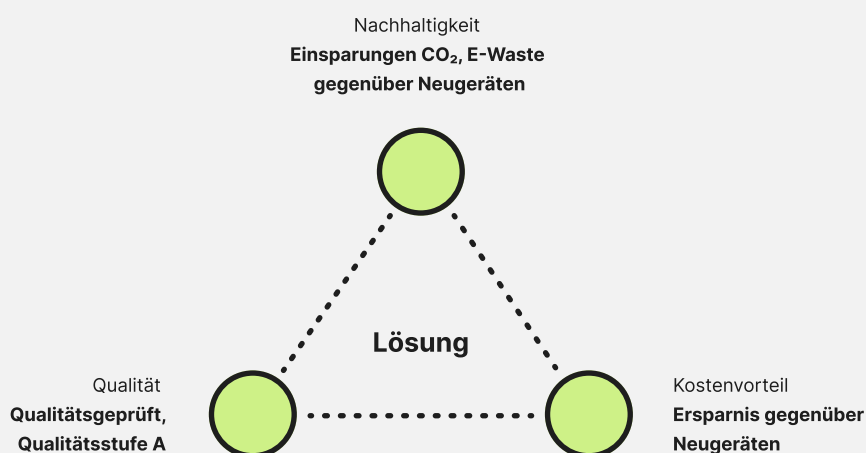 Nachhaltigkeit
Einsparungen CO₂, E-Waste
gegenüber Neugeräten
Lösung
Qualität
Qualitätsgeprüft,
Qualitätsstufe A
Kostenvorteil
Ersparnis gegenüber
Neugeräten